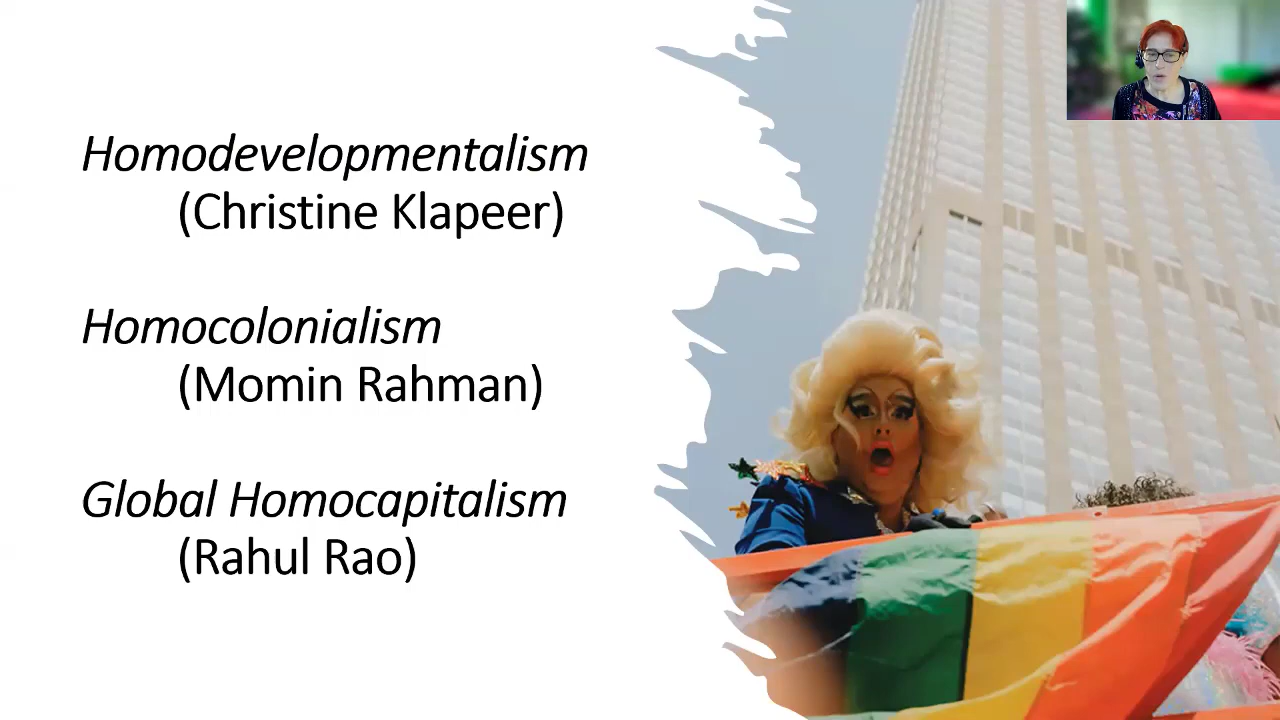 Homodevelopmentalism
(Christine Klapeer)
Homocolonialism
(Momin Rahman)
Global Homocapitalism
(Rahul Rao)